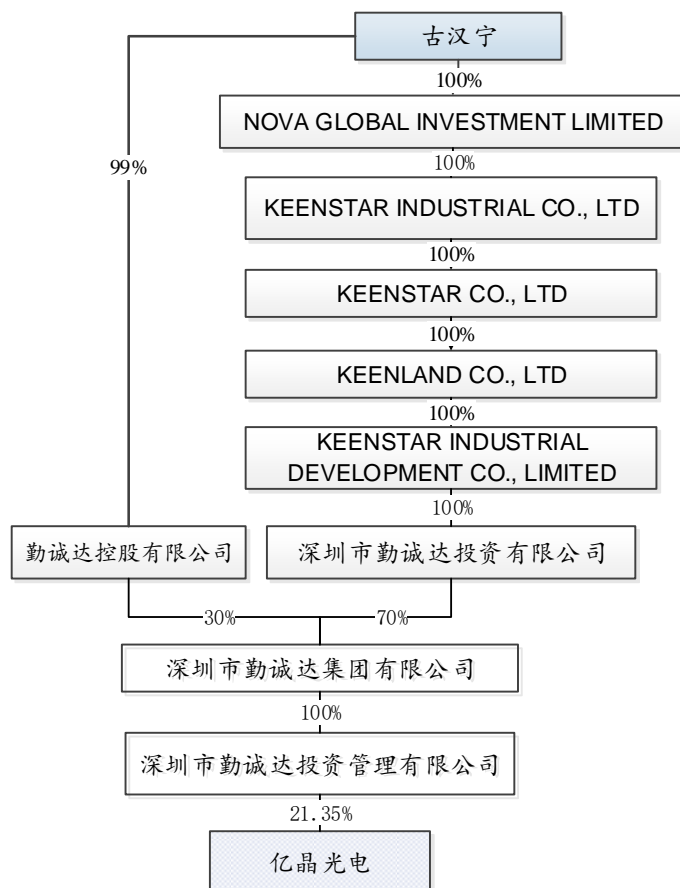 古汉宁
100%
NOVA GLOBAL INVESTMENT LIMITED
99%
100%
KEENSTAR INDUSTRIAL CO., LTD
100%
KEENSTAR CO., LTD
100%
KEENLAND CO., LTD
100%
KEENSTAR INDUSTRIAL
DEVELOPMENT CO., LIMITED
100%
勤诚达控股有限公司
深圳市勤诚达投资有限公司
30%
70%
深圳市勤诚达集团有限公司
100%
深圳市勤诚达投资管理有限公司
21.35%
亿晶光电